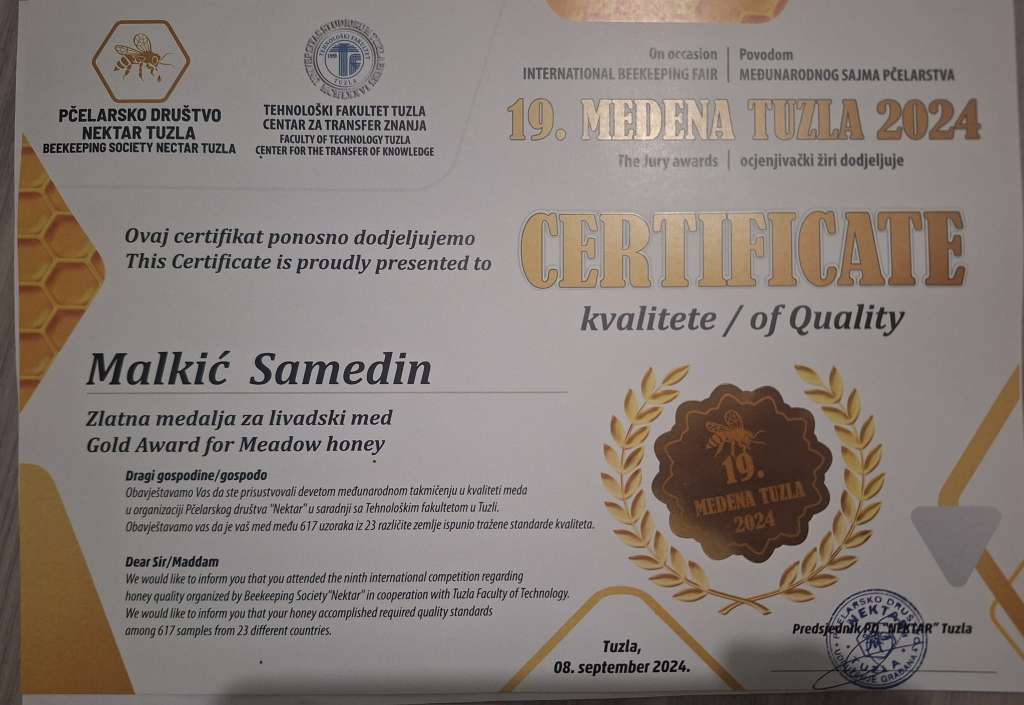 PČELARSKO DRUŠTVO
NEKTAR TUZLA
BEEKEEPING SOCIETY NECTAR TUZLA
TEHNOLOŠKI FAKULTET
TUZLA
TEHNOLOŠKI FAKULTET TUZLA
CENTAR ZA TRANSFER ZNANJA
FACULTY OF TECHNOLOGY TUZLA
CENTER FOR THE TRANSFER OF KNOWLEDGE
On occasion | Povodom
INTERNATIONAL BEEKEEPING FAIR | MEĐUNARODNOG SAJMA PČELARSTVA
19. MEDENA TUZLA 2024
The Jury awards | ocjenjivački žiri dodjeljuje
CERTIFICATE
kvalitete / of Quality
Ovaj certifikat ponosno dodjeljujemo
This Certificate is proudly presented to
Malkić Samedin
Zlatna medalja za livadski med
Gold Award for Meadow honey
Dragi gospodine/gospođo
Obavještavamo Vas da ste prisustvovali devetom međunarodnom takmičenju u kvaliteti meda
u organizaciji Pčelarskog društva "Nektar" u saradnji sa Tehnološkim fakultetom u Tuzli.
Obavještavamo vas da je vaš med među 617 uzoraka iz 23 različite zemlje ispunio tražene standarde kvaliteta.
Dear Sir/Maddam
We would like to inform you that you attended the ninth international competition regarding
honey quality organized by Beekeeping Society"Nektar" in cooperation with Tuzla Faculty of Technology.
We would like to inform you that your honey accomplished required quality standards
among 617 samples from 23 different countries.
19.
MEDENA TUZLA
2024
Tuzla,
08. september 2024.
Predsjednik PD "NEKTAR" Tuzla
PČELARSKO DRUŠTVO
NEKTAR
TUZLA
UDRUŽENJE GRAĐANA